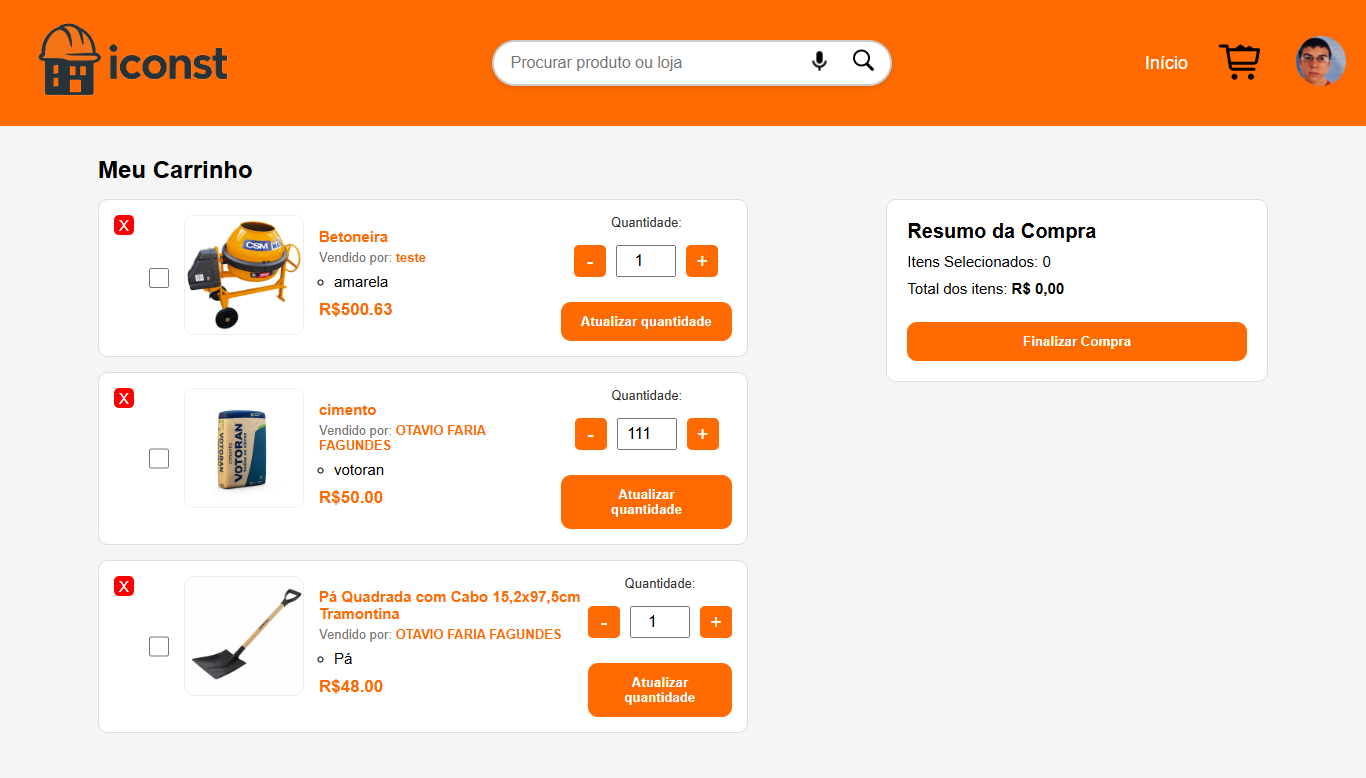 iconst
Procurar produto ou loja
Início
Meu Carrinho
X
CSM
Betoneira
Vendido por: teste
amarela
R$500.63
Quantidade:
- 1 +
Atualizar quantidade
X
VOTORAN
VOTORAN
cimento
Vendido por: OTAVIO FARIA
FAGUNDES
votoran
R$50.00
Quantidade:
- 111 +
Atualizar
quantidade
X
Pá Quadrada com Cabo 15,2x97,5cm
Tramontina
Vendido por: OTAVIO FARIA FAGUNDES
Pá
R$48.00
Quantidade:
- 1 +
Atualizar
quantidade
Resumo da Compra
Itens Selecionados: 0
Total dos itens: R$ 0,00
Finalizar Compra